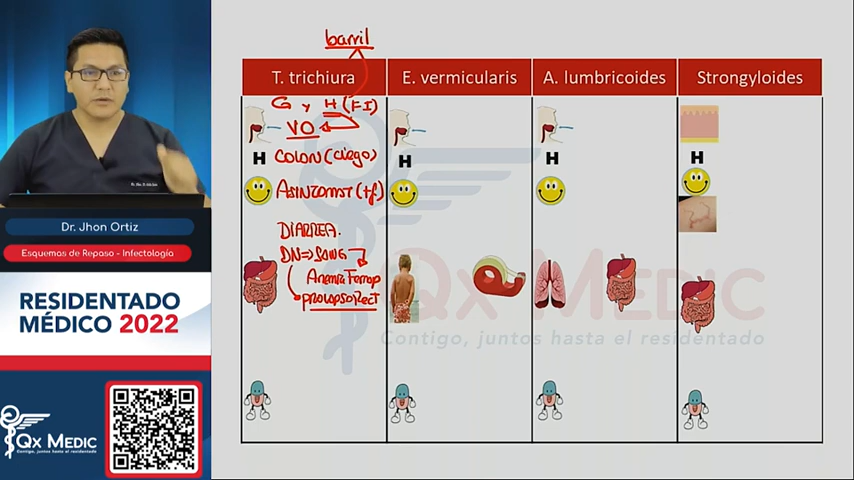 barril
T. trichiura
E. vermicularis
A. lumbricoides
Strongyloides
G y H (FI)
VO
H COLON (ciego)
H
H
H
ASINTOMAT (+f)
DIARREA.
DN => SANG
Anemia Ferrop
prolapso Rect
QX MEDIC
Contigo, juntos hasta el residentado
Dr. Jhon Ortiz
Esquemas de Repaso - Infectología
RESIDENTADO
MÉDICO 2022
QX MEDIC
Contigo, juntos hasta el residentado